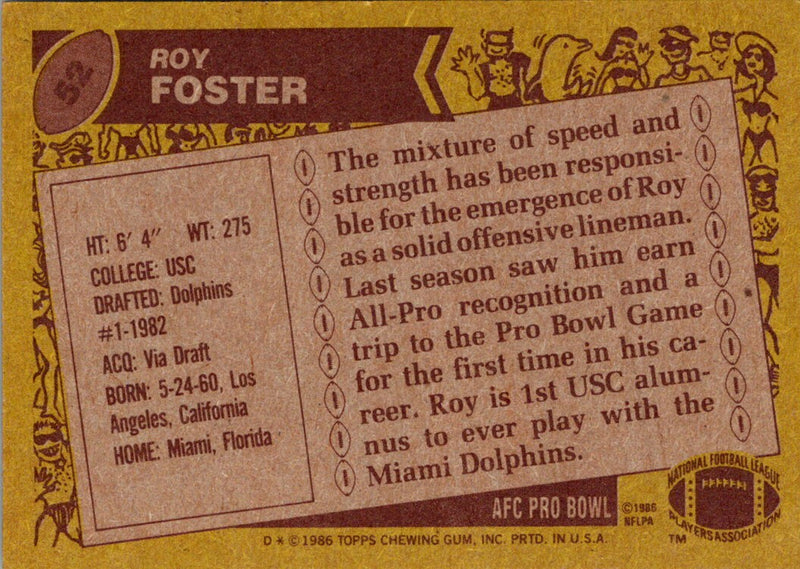 52
ROY
FOSTER
HT: 6' 4" WT: 275
COLLEGE: USC
DRAFTED: Dolphins
#1-1982
ACQ: Via Draft
BORN: 5-24-60, Los
Angeles, California
HOME: Miami, Florida
The mixture of speed and
strength has been responsi-
ble for the emergence of Roy
as a solid offensive lineman.
Last season saw him earn
All-Pro recognition and a
trip to the Pro Bowl Game
for the first time in his ca-
reer. Roy is 1st USC alum-
nus to ever play with the
Miami Dolphins.
AFC PRO BOWL
©1986
NFLPA
NATIONAL FOOTBALL LEAGUE
PLAYERS ASSOCIATION
TM
D * © 1986 TOPPS CHEWING GUM, INC. PRTD. IN U.S.A.